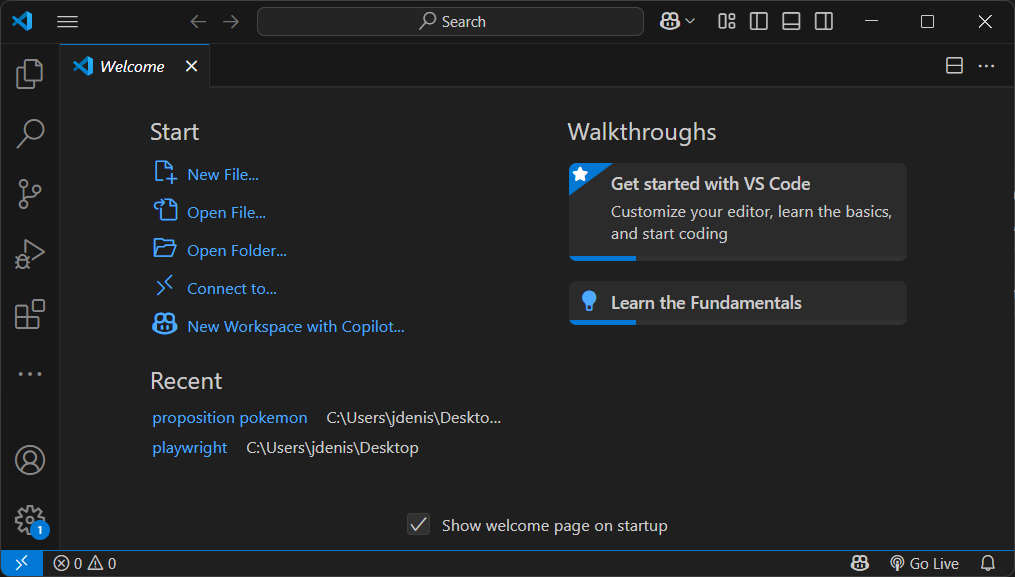 Search
Welcome
Start
New File...
Open File...
Open Folder...
Connect to...
New Workspace with Copilot...
Recent
proposition pokemon C:\Users\jdenis\Deskto...
playwright C:\Users\jdenis\Desktop
Walkthroughs
Get started with VS Code
Customize your editor, learn the basics,
and start coding
Learn the Fundamentals
Show welcome page on startup
1
0 0
Go Live